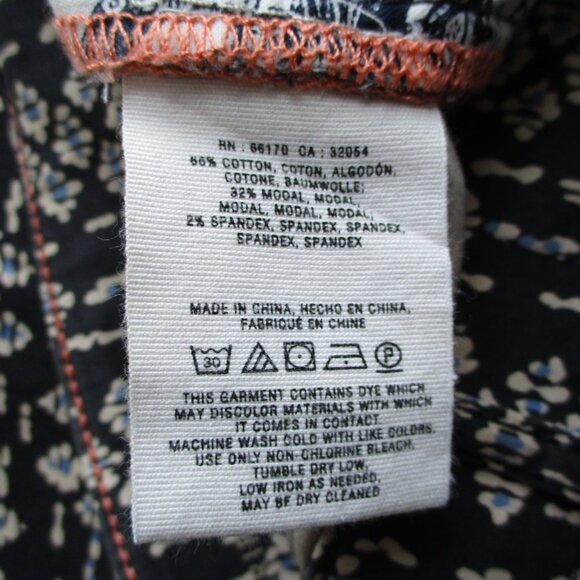 RN : 66170 CA : 32054
66% COTTON, COTON, ALGODÓN,
COTONE, BAUMWOLLE;
32% MODAL, MODAL,
MODAL, MODAL, MODAL,
2% SPANDEX, SPANDEX, SPANDEX,
SPANDEX, SPANDEX
MADE IN CHINA, HECHO EN CHINA,
FABRIQUÉ EN CHINE
30 P
THIS GARMENT CONTAINS DYE WHICH
MAY DISCOLOR MATERIALS WITH WHICH
IT COMES IN CONTACT.
MACHINE WASH COLD WITH LIKE COLORS.
USE ONLY NON-CHLORINE BLEACH.
TUMBLE DRY LOW,
LOW IRON AS NEEDED,
MAY BE DRY CLEANED